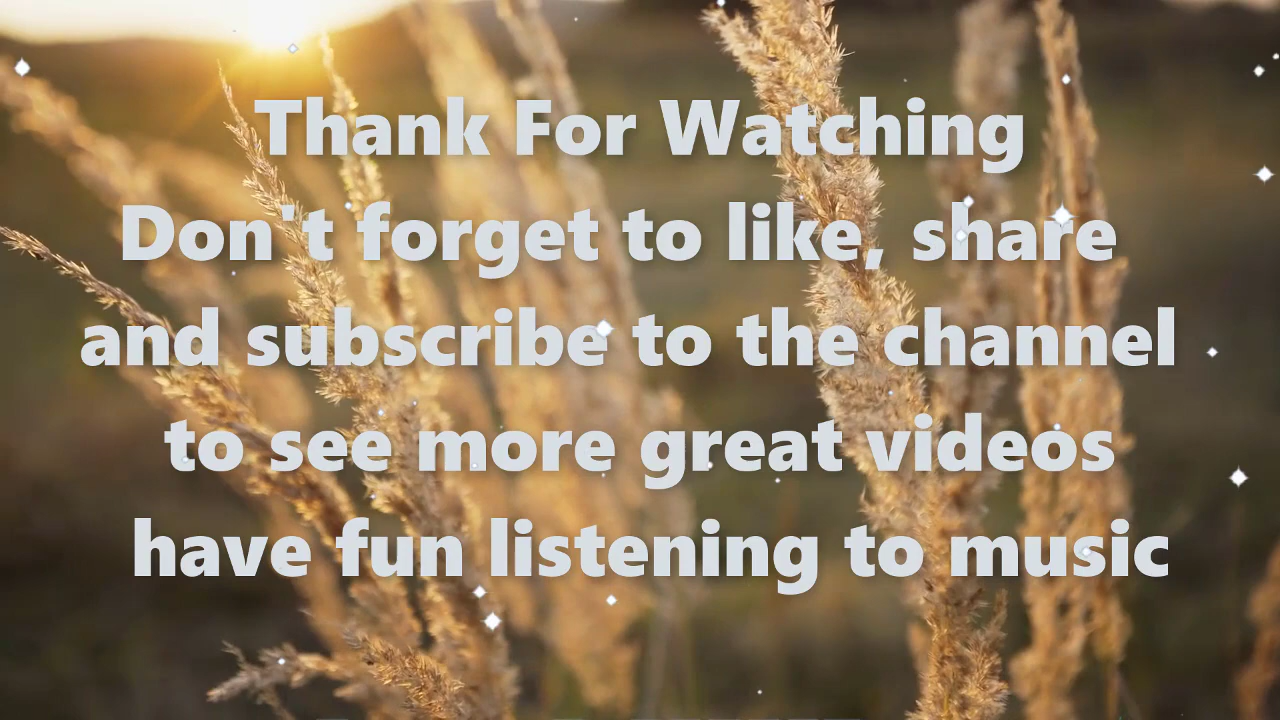 Thank For Watching
Don't forget to like, share
and subscribe to the channel
to see more great videos
have fun listening to music